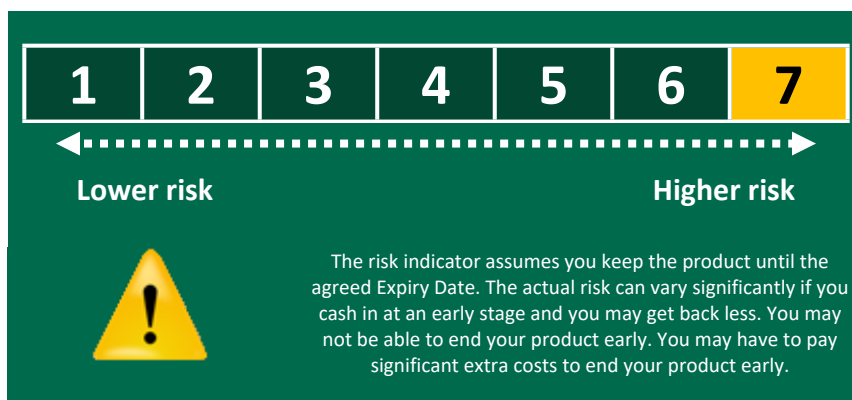 1 2 3 4 5 6 7
Lower risk Higher risk
The risk indicator assumes you keep the product until the
agreed Expiry Date. The actual risk can vary significantly if you
cash in at an early stage and you may get back less. You may
not be able to end your product early. You may have to pay
significant extra costs to end your product early.